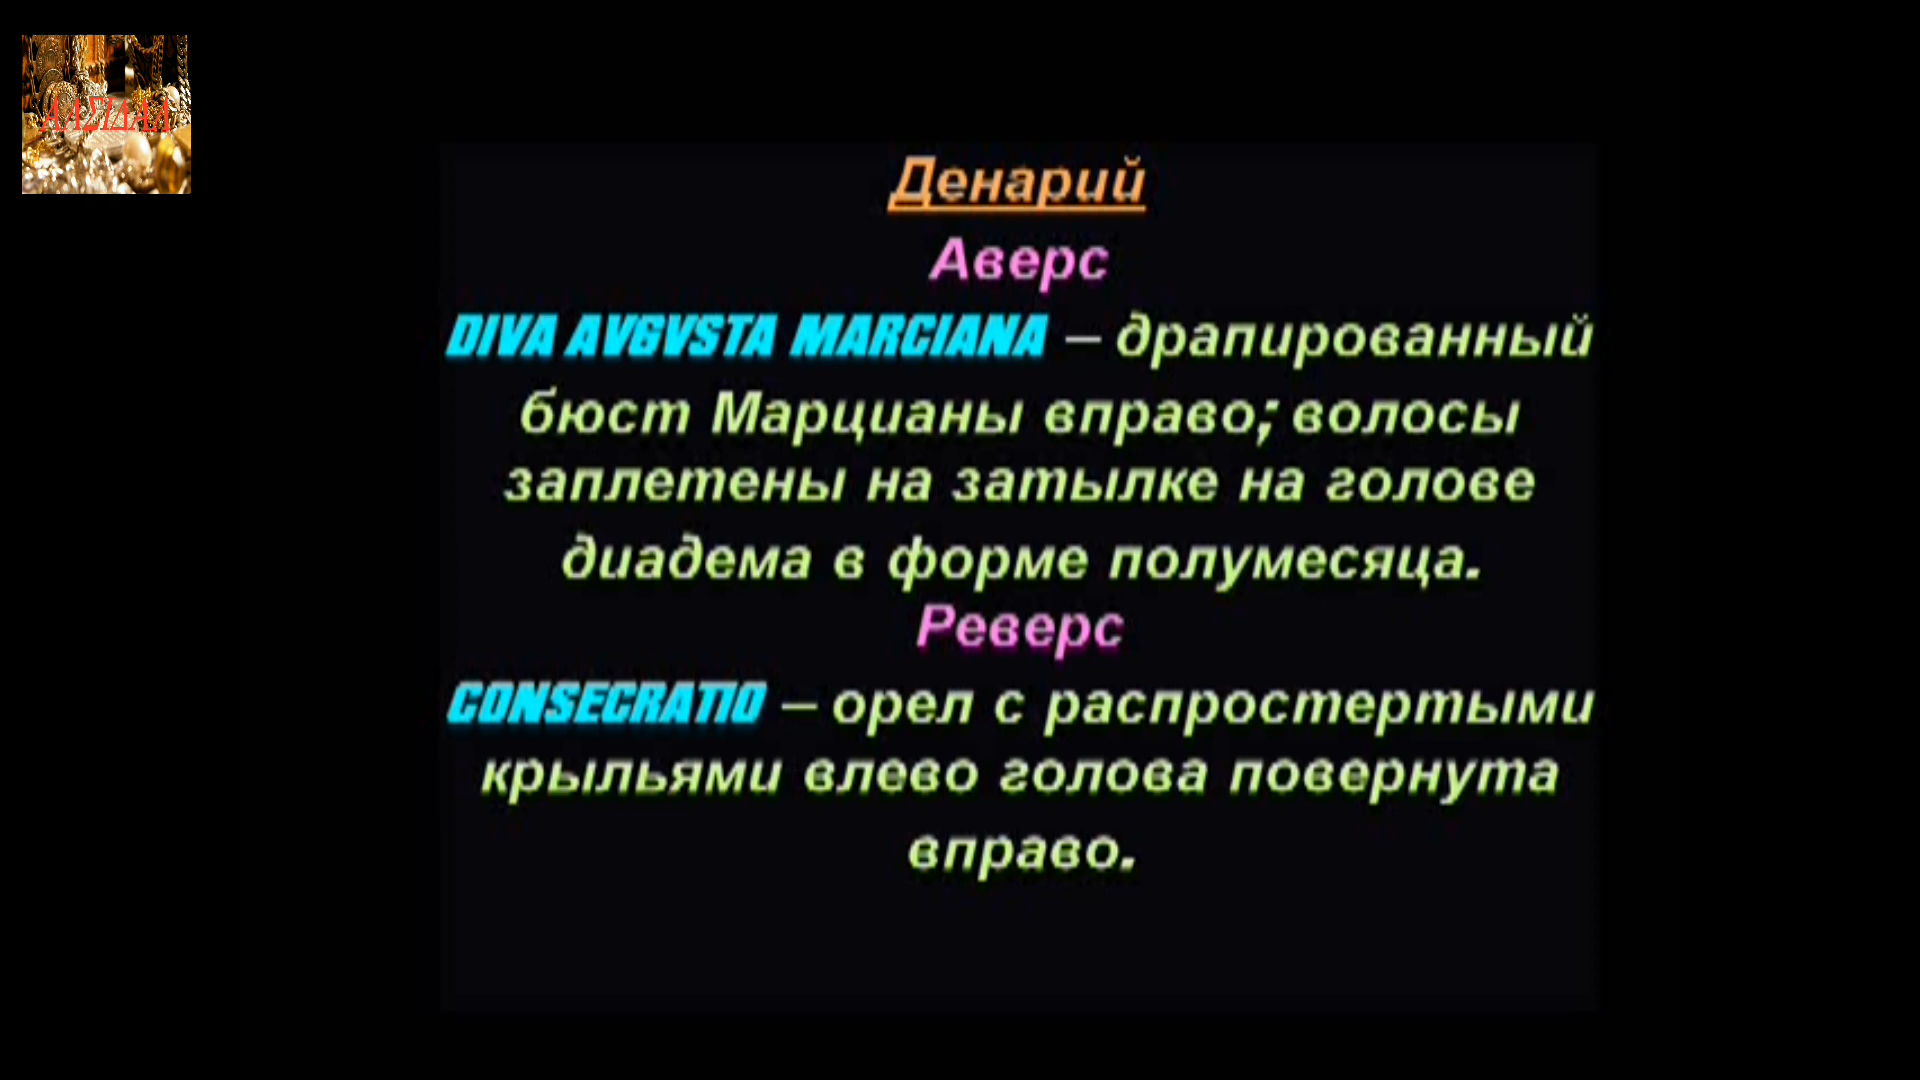 ΑΛΣΙΔΑΛ
Денарий
Аверс
DIVA AVGVSTA MARCIANA – драпированный
бюст Марцианы вправо; волосы
заплетены на затылке на голове
диадема в форме полумесяца.
Реверс
CONSECRATIO – орел с распростертыми
крыльями влево голова повернута
вправо.